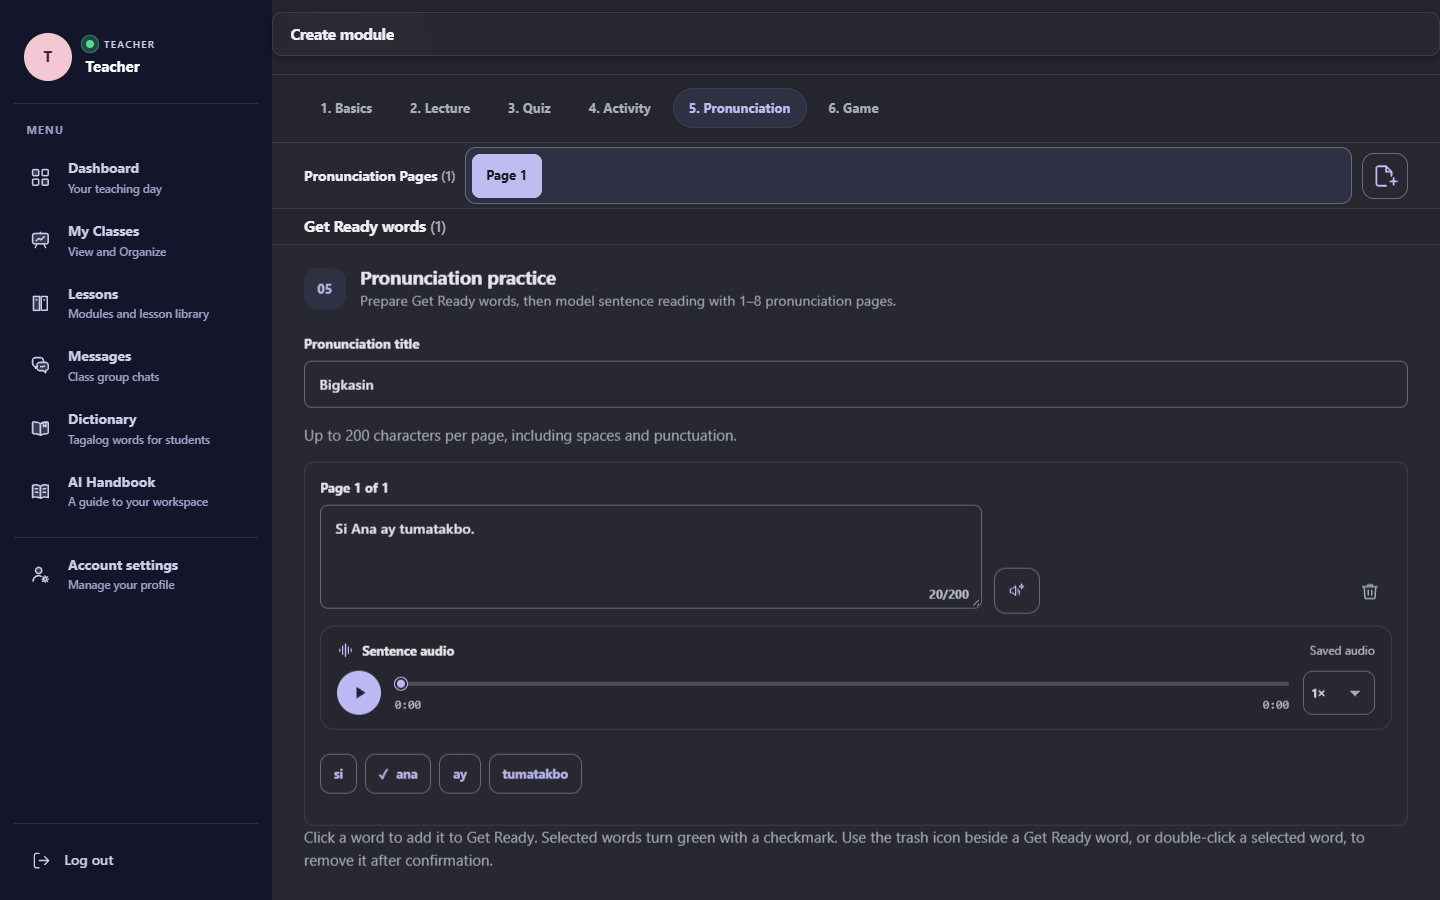 T
TEACHER
Teacher
MENU
Dashboard
Your teaching day
My Classes
View and Organize
Lessons
Modules and lesson library
Messages
Class group chats
Dictionary
Tagalog words for students
AI Handbook
A guide to your workspace
Account settings
Manage your profile
Log out
Create module
1. Basics
2. Lecture
3. Quiz
4. Activity
5. Pronunciation
6. Game
Pronunciation Pages (1)
Page 1
Get Ready words (1)
05
Pronunciation practice
Prepare Get Ready words, then model sentence reading with 1–8 pronunciation pages.
Pronunciation title
Bigkasin
Up to 200 characters per page, including spaces and punctuation.
Page 1 of 1
Si Ana ay tumatakbo.
20/200
Sentence audio
Saved audio
0:00
0:00
1×
si
✓ ana
ay
tumatakbo
Click a word to add it to Get Ready. Selected words turn green with a checkmark. Use the trash icon beside a Get Ready word, or double-click a selected word, to
remove it after confirmation.